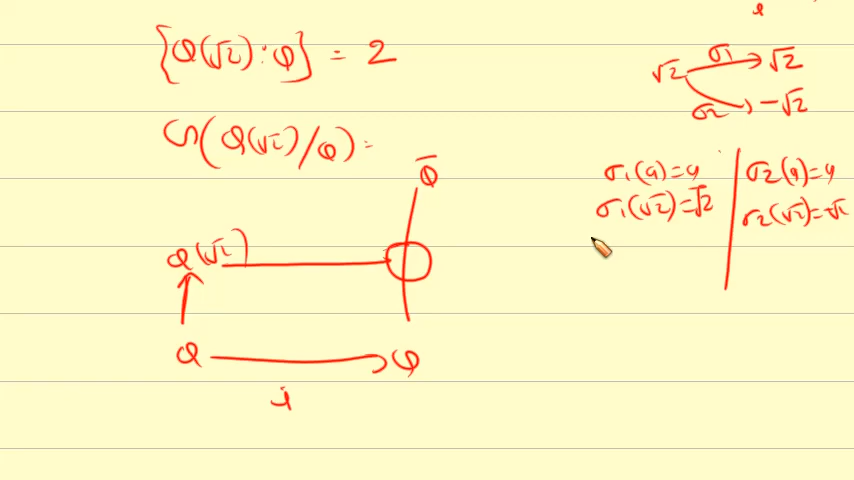 {Q(√2) : Q} = 2
√2 σ1 √2
σ2 -√2
G(Q(√2)/Q) =
Q̄
σ1(a) = a
σ2(a) = a
σ1(√2) = √2
σ2(√2) = -√2
Q(√2)
Q
Q
i